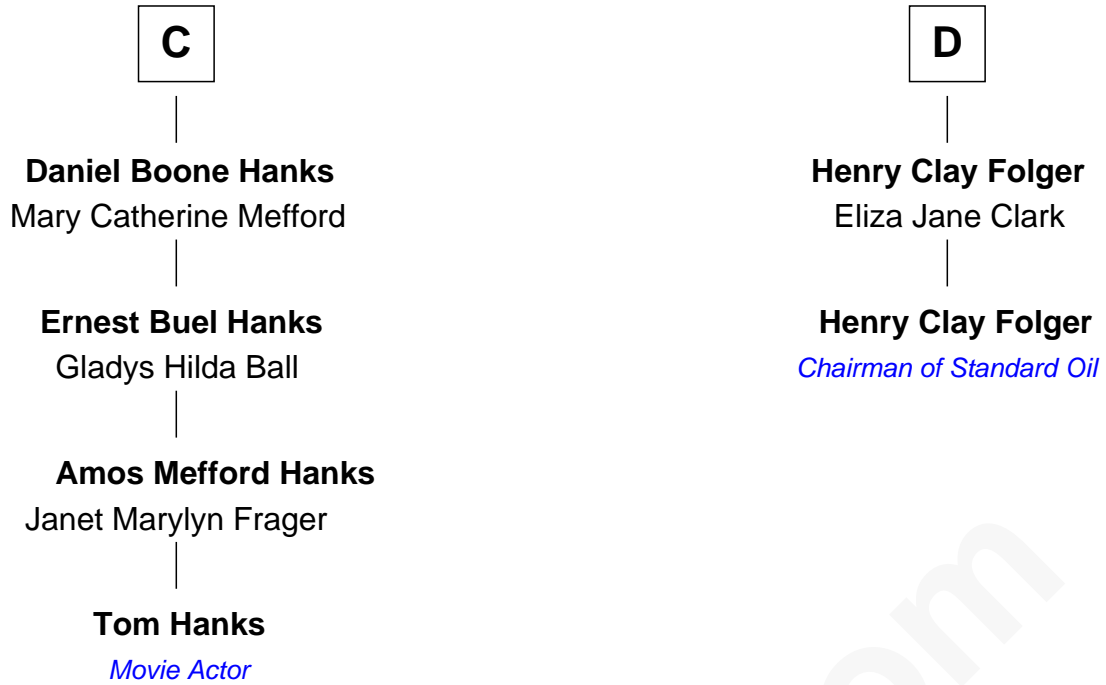 C
Daniel Boone Hanks
Mary Catherine Mefford
Ernest Buel Hanks
Gladys Hilda Ball
Amos Mefford Hanks
Janet Marylyn Frager
Tom Hanks
Movie Actor
D
Henry Clay Folger
Eliza Jane Clark
Henry Clay Folger
Chairman of Standard Oil
om